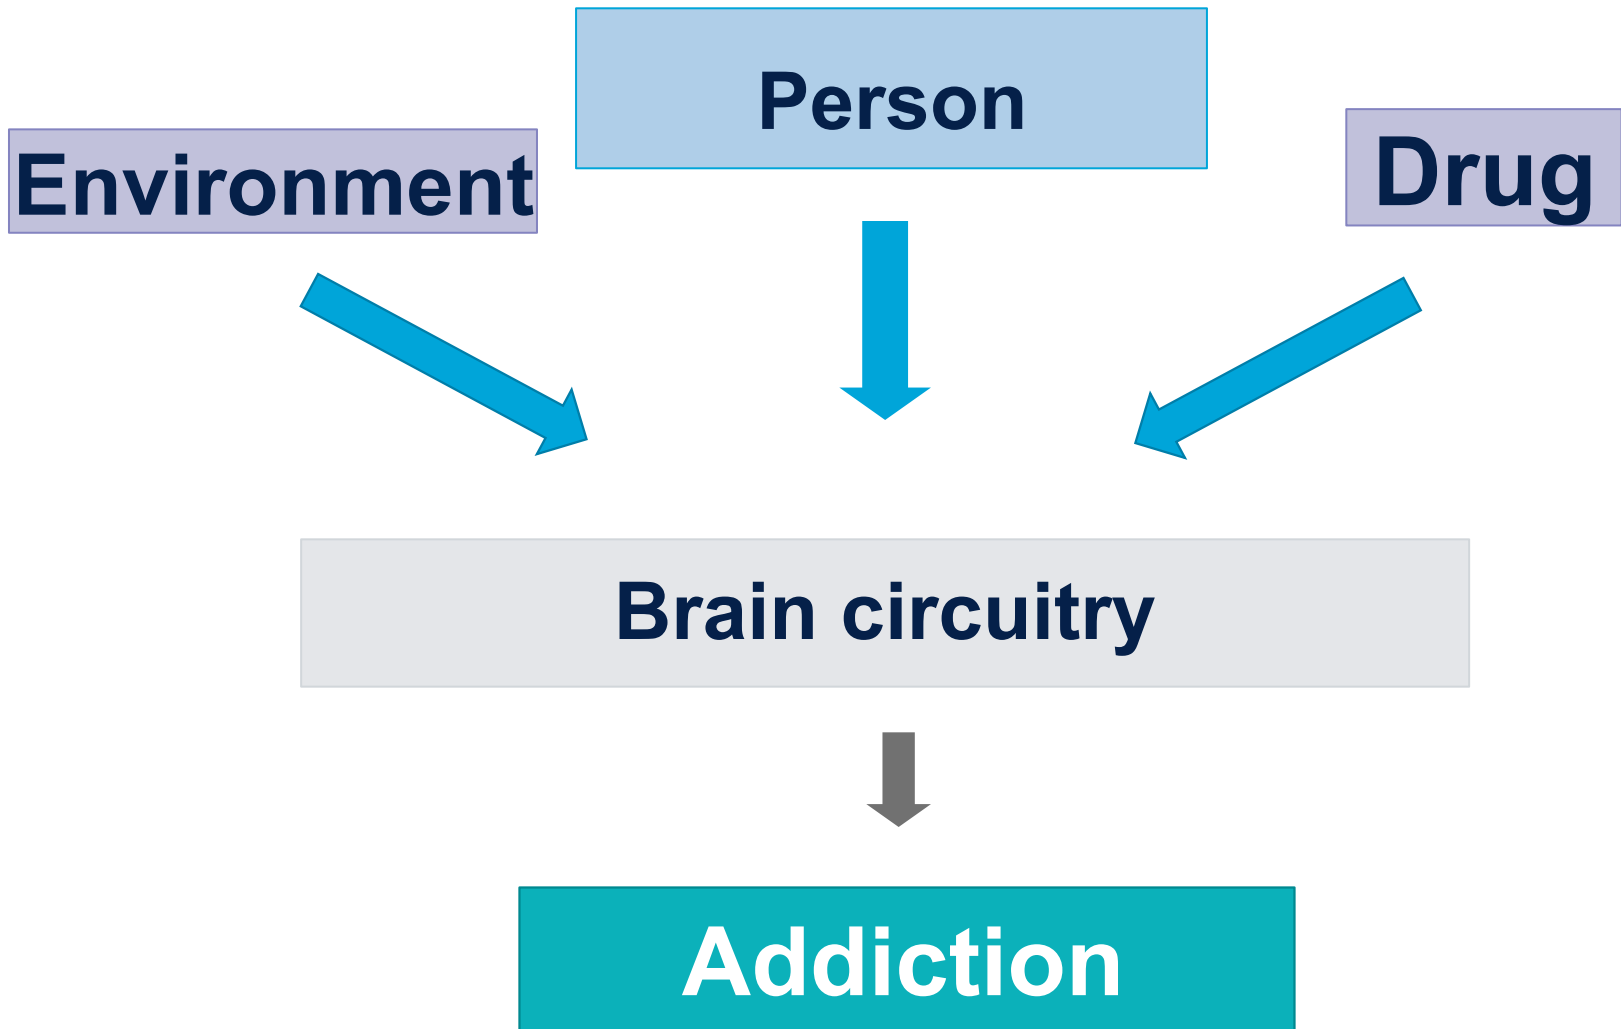 Person
Environment
Drug
Brain circuitry
Addiction